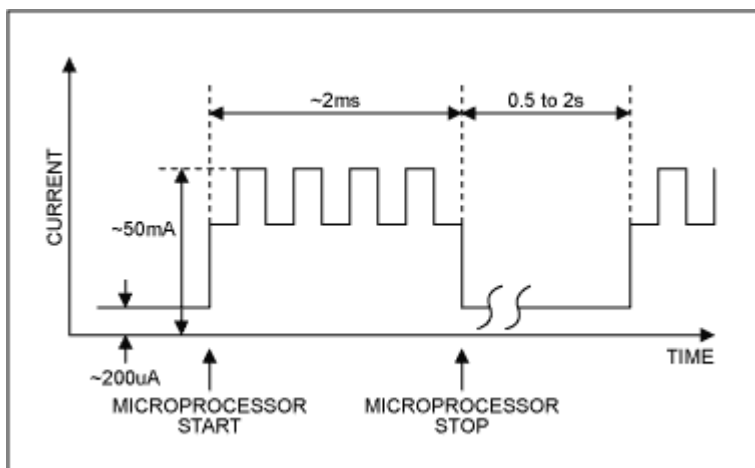 ~2ms
0.5 to 2s
CURRENT
~50mA
~200uA
TIME
MICROPROCESSOR
START
MICROPROCESSOR
STOP